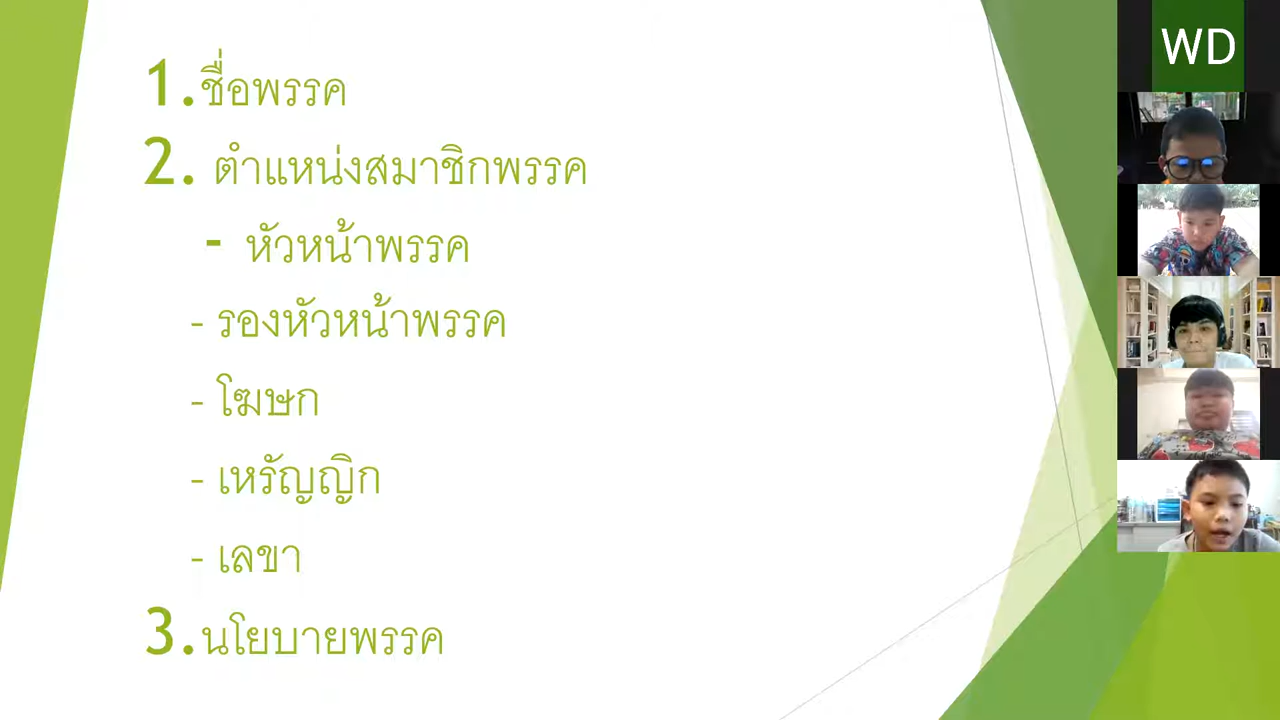 1.ชื่อพรรค
2. ตำแหน่งสมาชิกพรรค
- หัวหน้าพรรค
- รองหัวหน้าพรรค
- โฆษก
- เหรัญญิก
- เลขา
3.นโยบายพรรค
WD